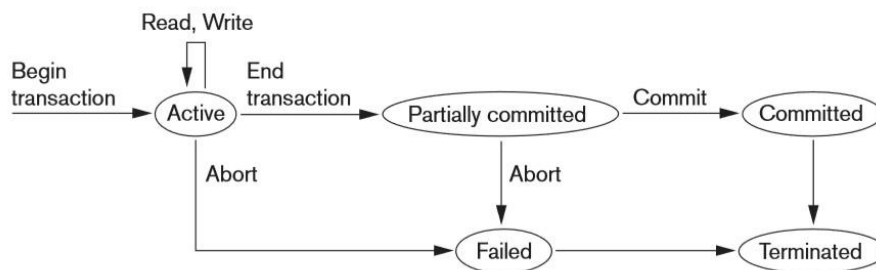 Read, Write
Begin
transaction
End
transaction
Active
Partially committed
Commit
Committed
Abort
Abort
Failed
Terminated